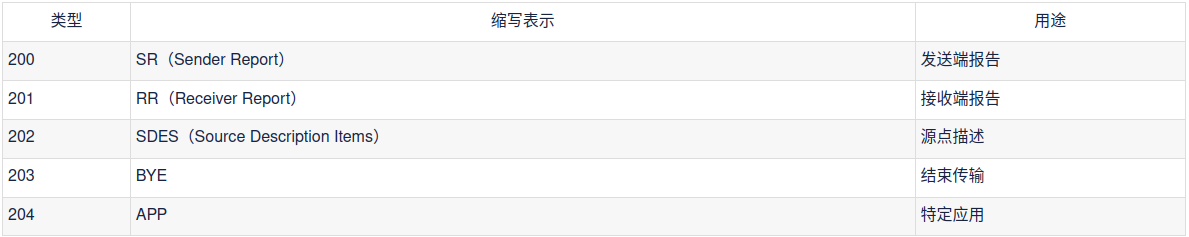 类型 缩写表示 用途
200 SR（Sender Report） 发送端报告
201 RR（Receiver Report） 接收端报告
202 SDES（Source Description Items） 源点描述
203 BYE 结束传输
204 APP 特定应用